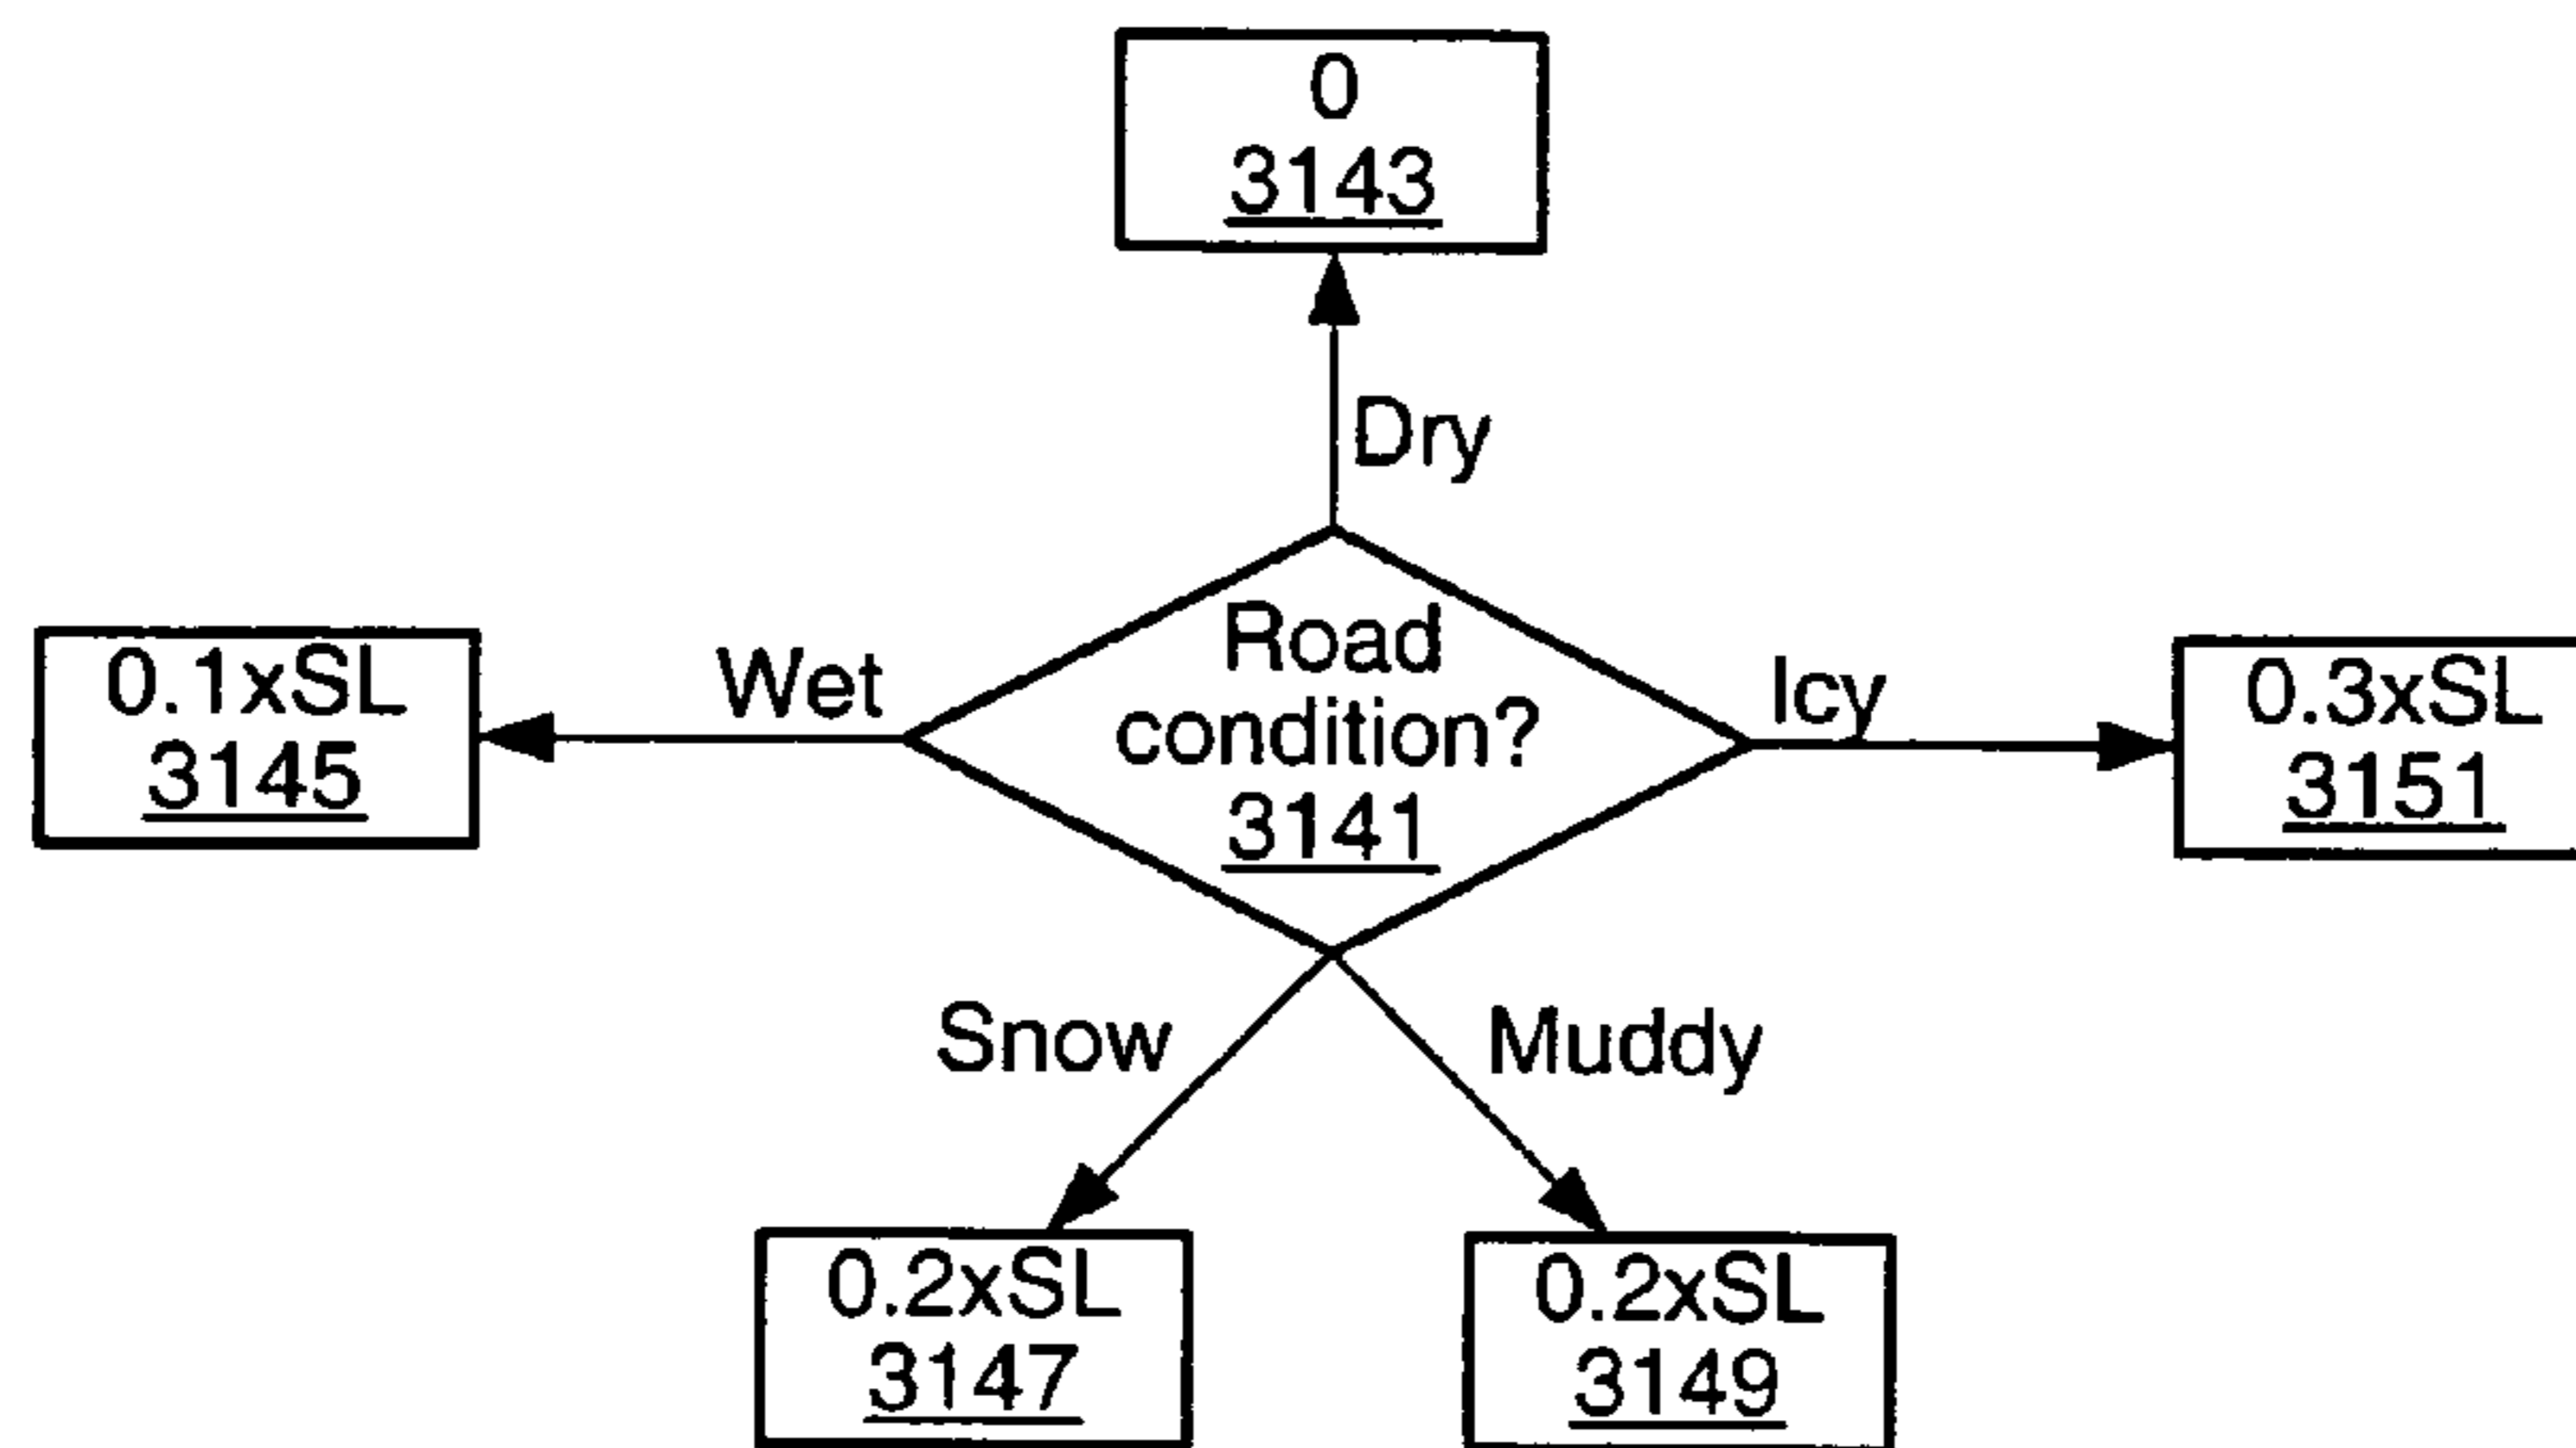 0
3143
Dry
0.1xSL
3145
Wet
Road
condition?
3141
Icy
0.3xSL
3151
Snow
Muddy
0.2xSL
3147
0.2xSL
3149